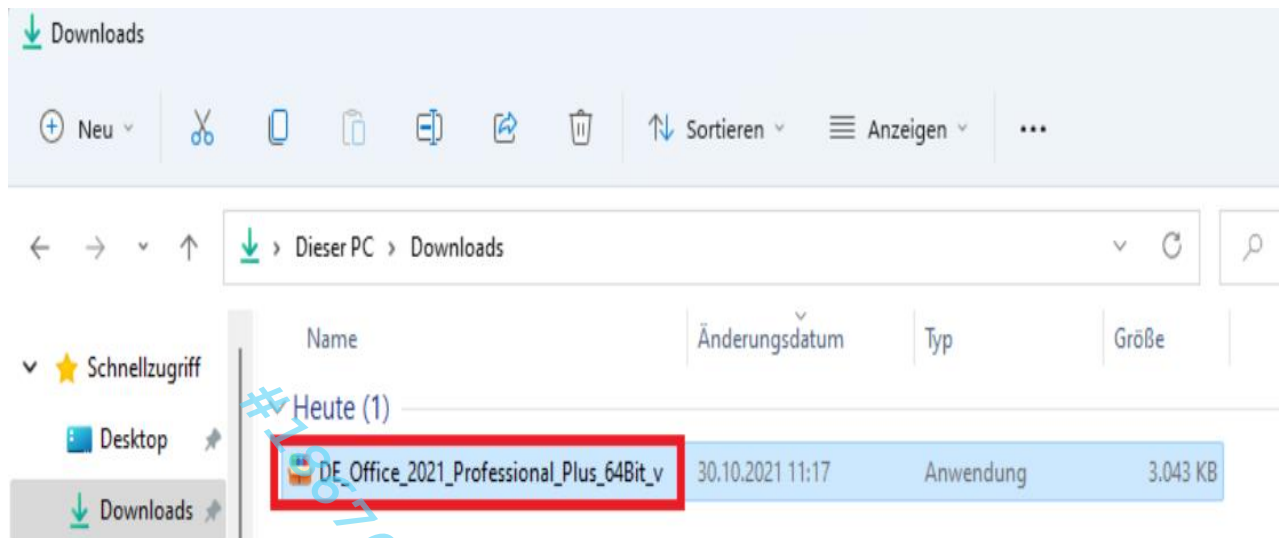 Downloads
Neu Sortieren Anzeigen ...
Dieser PC > Downloads
Name Änderungsdatum Typ Größe
Schnellzugriff
Heute (1)
Desktop
DE_Office_2021_Professional_Plus_64Bit_v 30.10.2021 11:17 Anwendung 3.043 KB
Downloads